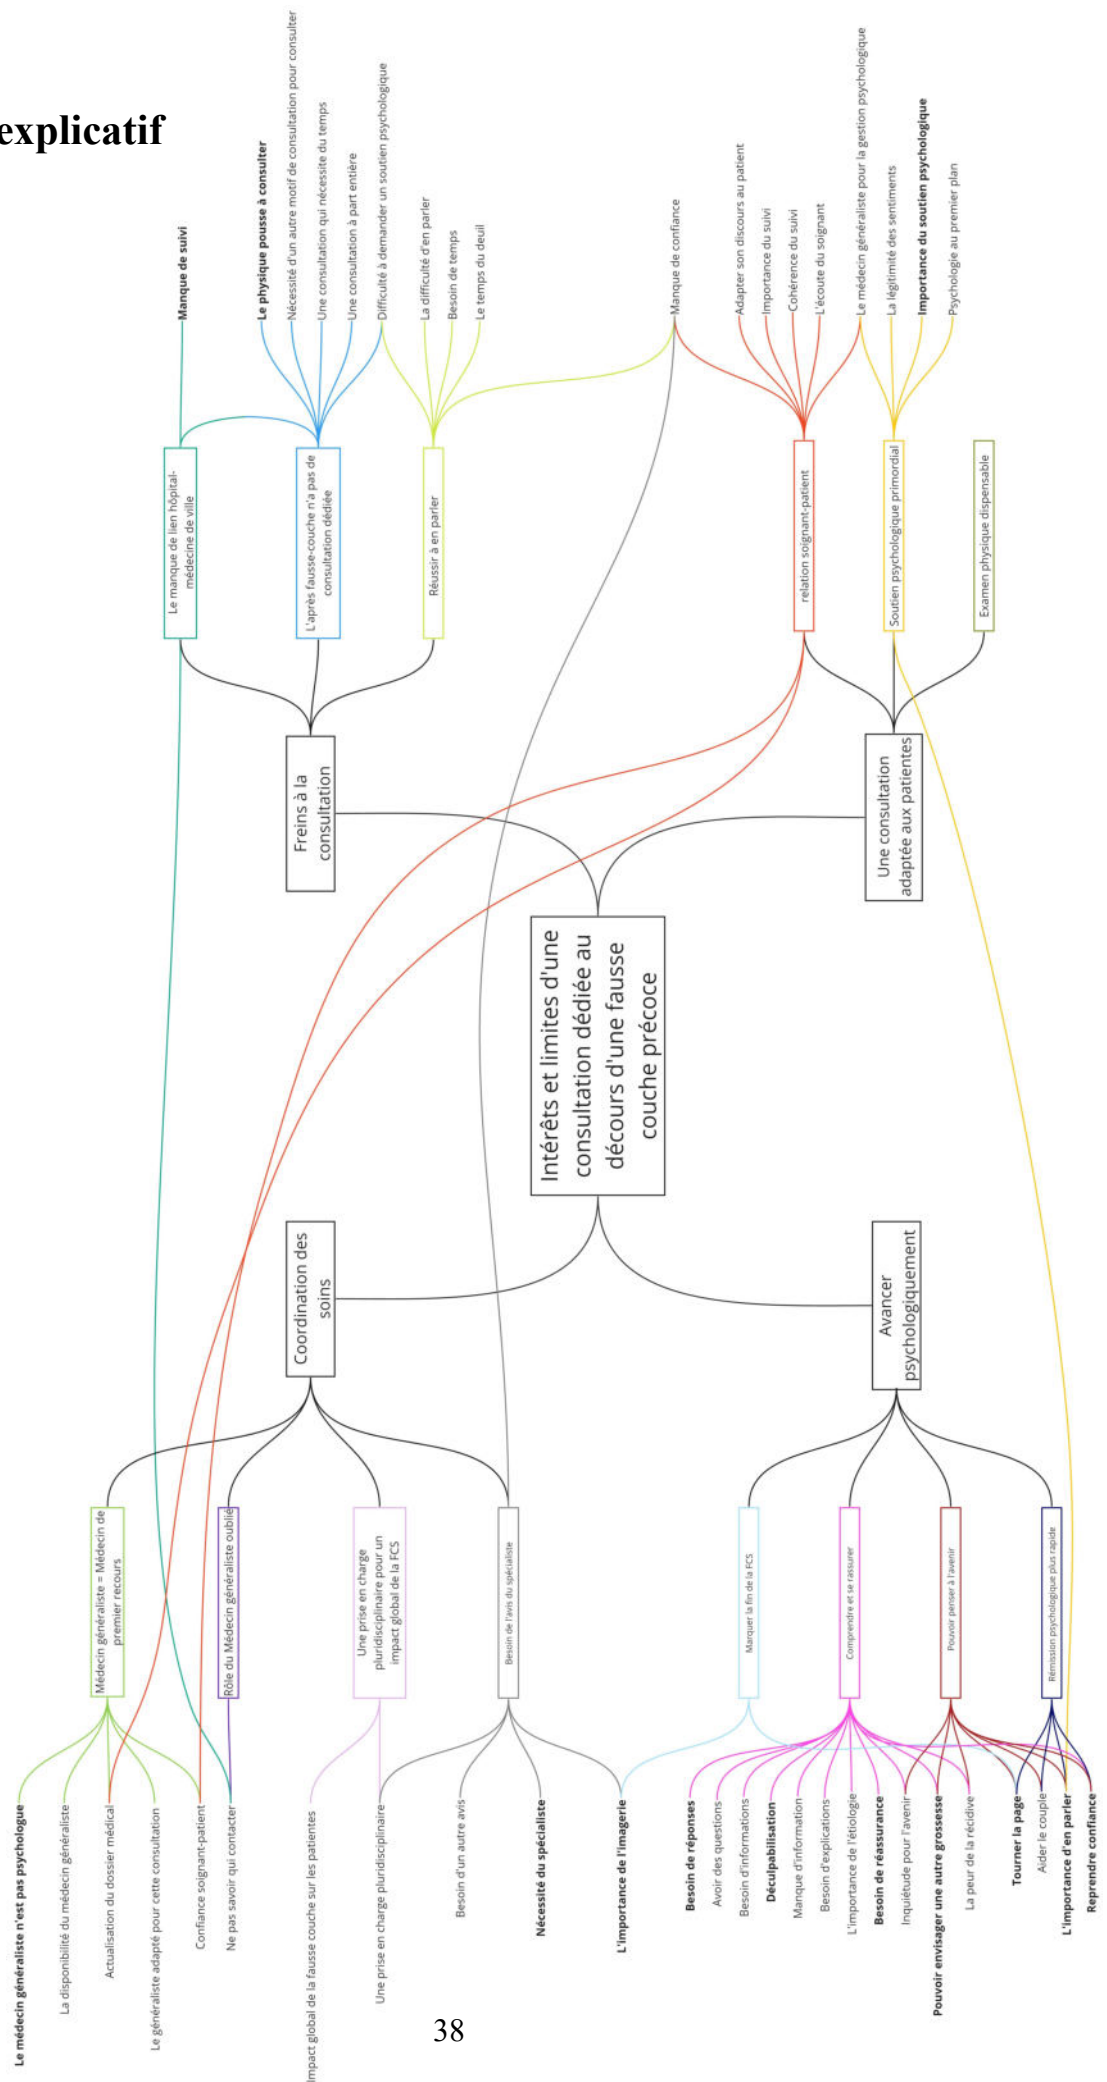 explicatif
Manque de suivi
Le physique pousse à consulter
Nécessité d'un autre motif de consultation pour consulter
Une consultation qui nécessite du temps
Une consultation à part entière
Difficulté à demander un soutien psychologique
La difficulté d'en parler
Besoin de temps
Le temps du deuil
Manque de confiance
Adapter son discours au patient
Importance du suivi
Cohérence du suivi
L'écoute du soignant
Le médecin généraliste pour la gestion psychologique
La légitimité des sentiments
Importance du soutien psychologique
Psychologie au premier plan
Le manque de lien hôpital-
médecine de ville
L'après fausse-couche n'a pas de
consultation dédiée
Réussir à en parler
relation soignant-patient
Soutien psychologique primordial
Examen physique dispensable
Freins à la
consultation
Une consultation
adaptée aux patientes
Intérêts et limites d'une
consultation dédiée au
décours d'une fausse
couche précoce
Coordination des
soins
Avancer
psychologiquement
Médecin généraliste = Médecin de
premier recours
Rôle du Médecin généraliste oublié
Une prise en charge
pluridisciplinaire pour un
impact global de la FCS
Besoin de l'avis du spécialiste
Marquer la fin de la FCS
Comprendre et se rassurer
Pouvoir penser à l'avenir
Rémission psychologique plus rapide
Le médecin généraliste n'est pas psychologue
La disponibilité du médecin généraliste
Actualisation du dossier médical
Le généraliste adapté pour cette consultation
Confiance soignant-patient
Ne pas savoir qui contacter
Impact global de la fausse couche sur les patientes
Une prise en charge pluridisciplinaire
Besoin d'un autre avis
Nécessité du spécialiste
L'importance de l'imagerie
Besoin de réponses
Avoir des questions
Besoin d'informations
Déculpabilisation
Manque d'information
Besoin d'explications
L'importance de l'étiologie
Besoin de réassurance
Inquiétude pour l'avenir
Pouvoir envisager une autre grossesse
La peur de la récidive
Tourner la page
Aider le couple
L'importance d'en parler
Reprendre confiance
38